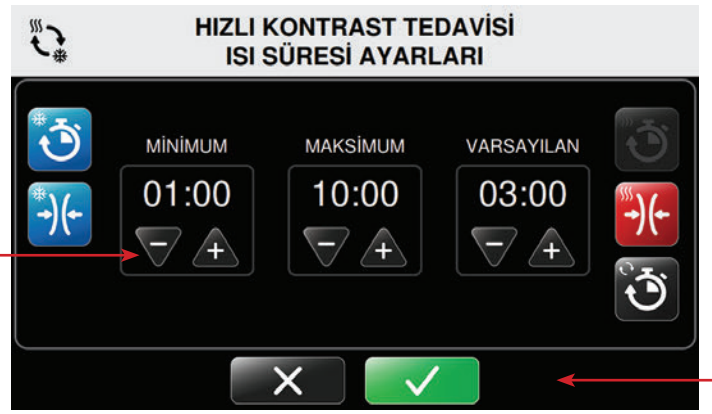 HIZLI KONTRAST TEDAVİSİ
ISI SÜRESİ AYARLARI
MİNİMUM MAKSİMUM VARSAYILAN
01:00 10:00 03:00
− + − + − +